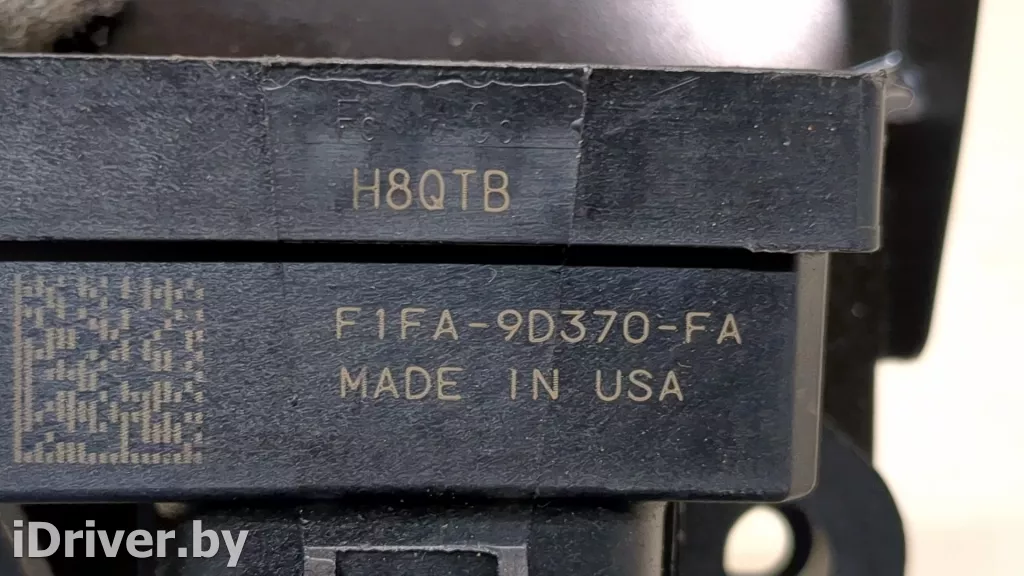 H8QTB
F1FA-9D370-FA
MADE IN USA
iDriver.by